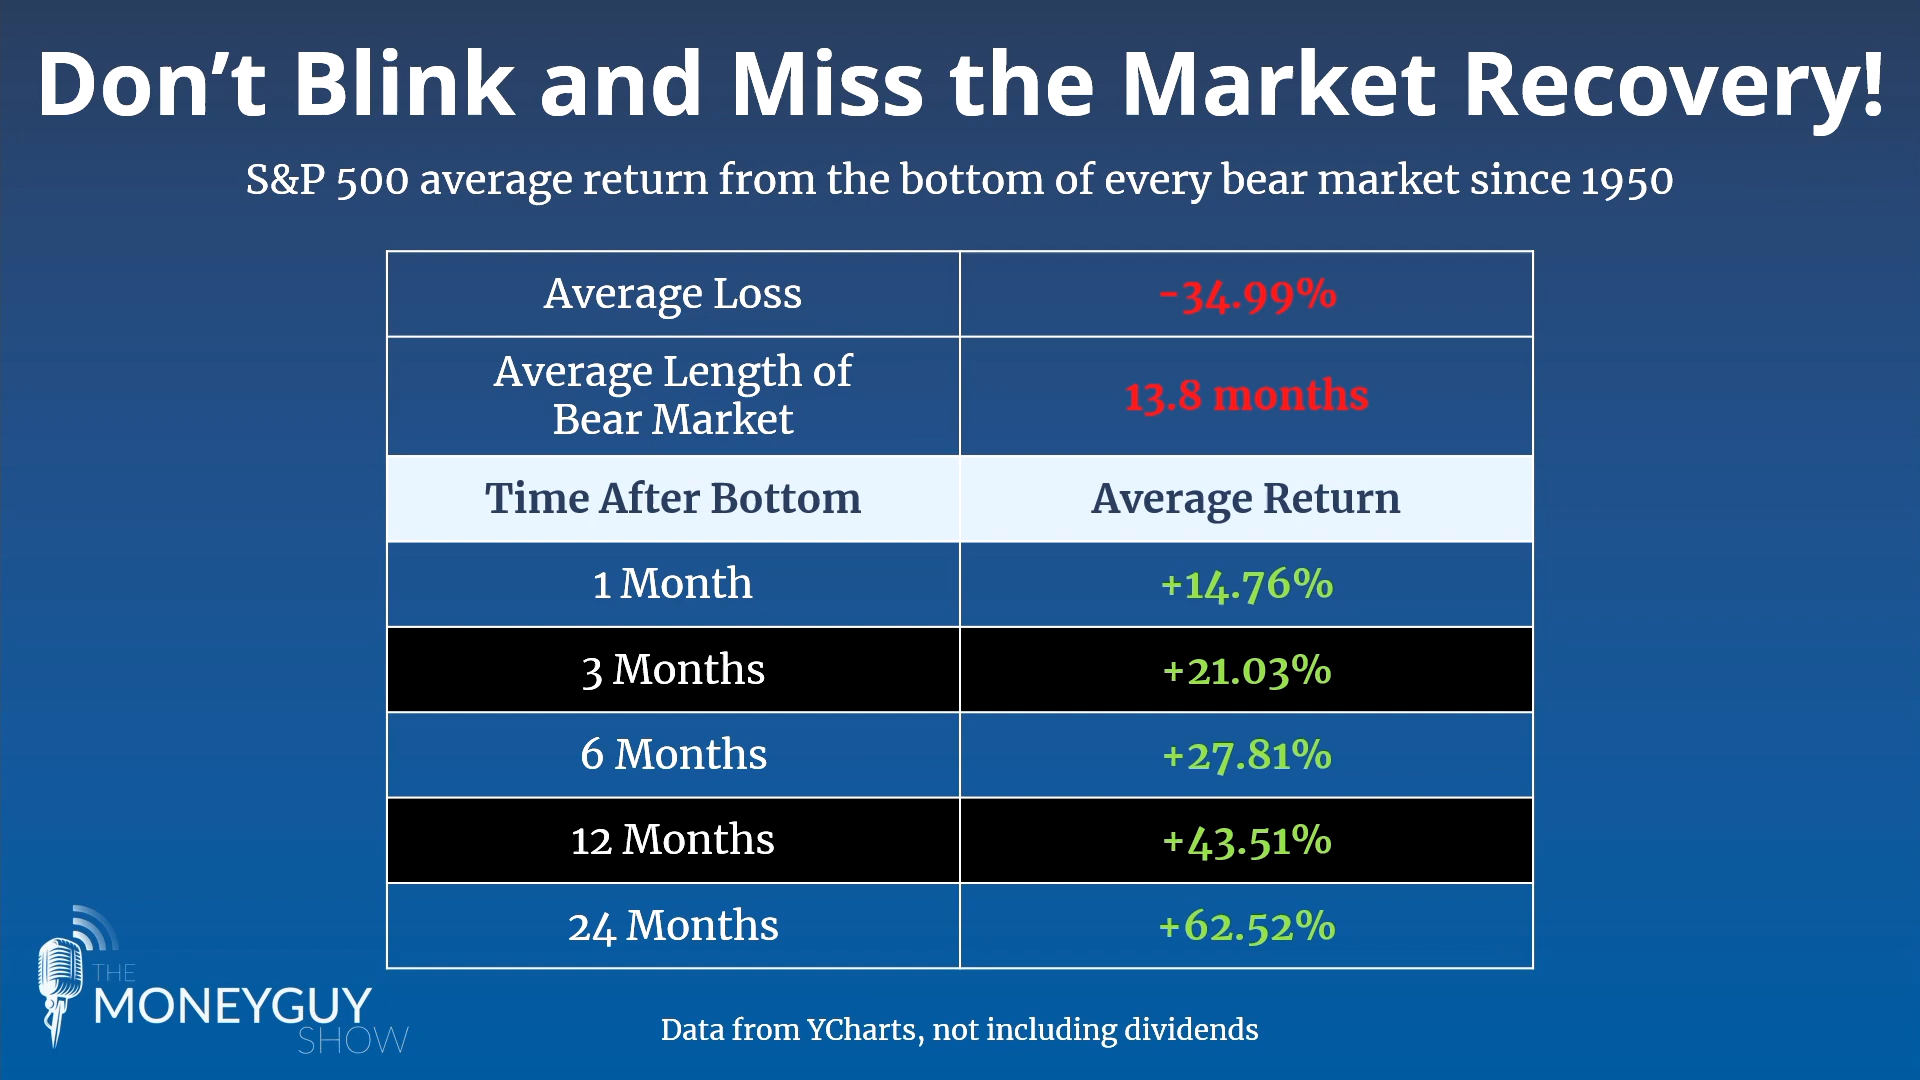 Don’t Blink and Miss the Market Recovery!
S&P 500 average return from the bottom of every bear market since 1950
Average Loss
-34.99%
Average Length of
Bear Market
13.8 months
Time After Bottom
Average Return
1 Month
+14.76%
3 Months
+21.03%
6 Months
+27.81%
12 Months
+43.51%
24 Months
+62.52%
THE
MONEYGUY
SHOW
Data from YCharts, not including dividends